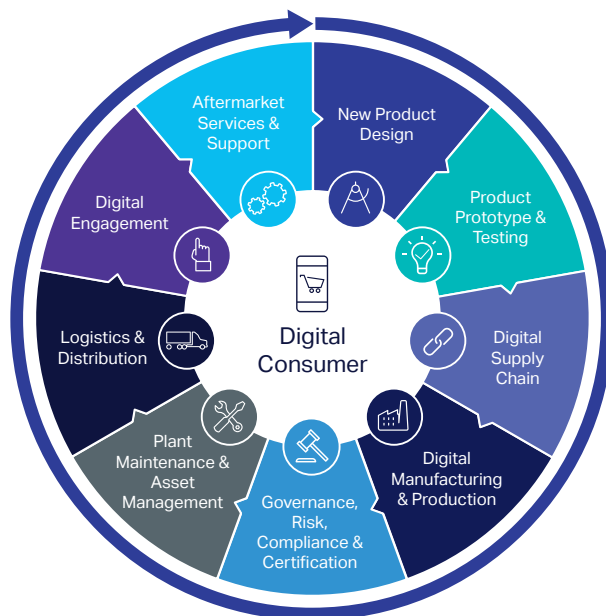 New Product
Design
Product
Prototype &
Testing
Digital
Supply
Chain
Digital
Manufacturing
& Production
Governance,
Risk,
Compliance &
Certification
Plant
Maintenance &
Asset
Management
Logistics &
Distribution
Digital
Engagement
Aftermarket
Services &
Support
Digital
Consumer